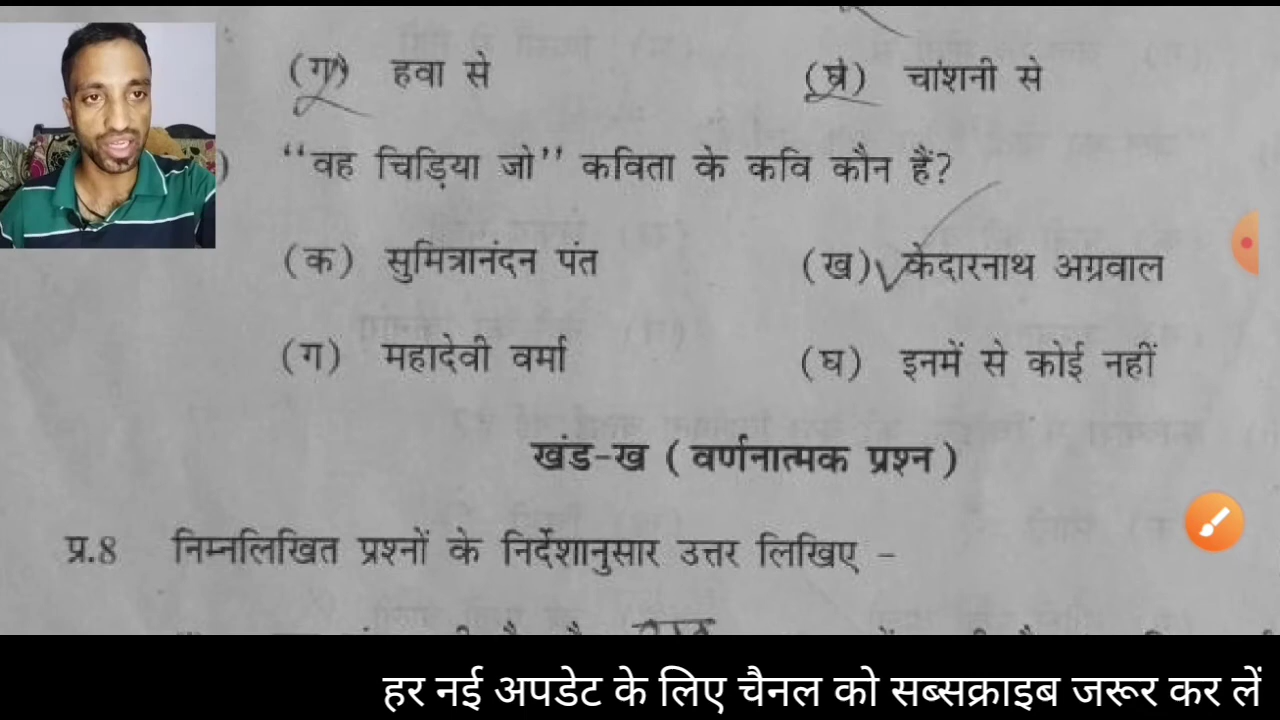 (ग) हवा से (घ) चांशनी से
) “वह चिड़िया जो” कविता के कवि कौन हैं?
(क) सुमित्रानंदन पंत (ख) केदारनाथ अग्रवाल
(ग) महादेवी वर्मा (घ) इनमें से कोई नहीं
खंड-ख ( वर्णनात्मक प्रश्न )
प्र.8 निम्नलिखित प्रश्नों के निर्देशानुसार उत्तर लिखिए –
हर नई अपडेट के लिए चैनल को सब्सक्राइब जरूर कर लें